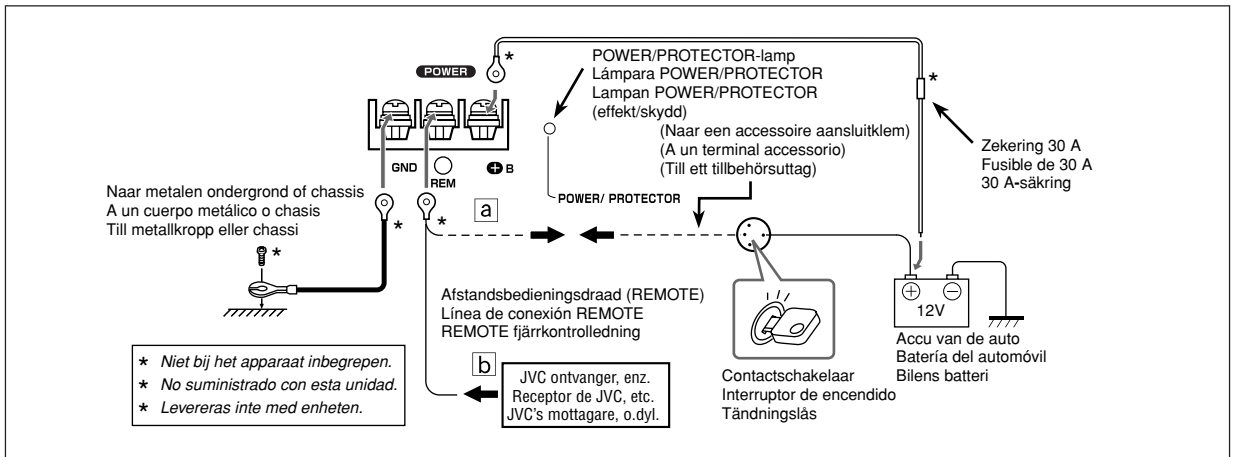 POWER
*
POWER/PROTECTOR-lamp
Lámpara POWER/PROTECTOR
Lampan POWER/PROTECTOR
(effekt/skydd)
*
(Naar een accessoire aansluitklem)
(A un terminal accessorio)
(Till ett tillbehörsuttag)
Zekering 30 A
Fusible de 30 A
30 A-säkring
GND
REM
+ B
POWER/ PROTECTOR
Naar metalen ondergrond of chassis
A un cuerpo metálico o chasis
Till metallkropp eller chassi
*
*
*
a
Afstandsbedieningsdraad (REMOTE)
Línea de conexión REMOTE
REMOTE fjärrkontrolledning
+ −
12V
Accu van de auto
Batería del automóvil
Bilens batteri
Contactschakelaar
Interruptor de encendido
Tändningslås
b
JVC ontvanger, enz.
Receptor de JVC, etc.
JVC's mottagare, o.dyl.
* Niet bij het apparaat inbegrepen.
* No suministrado con esta unidad.
* Levereras inte med enheten.